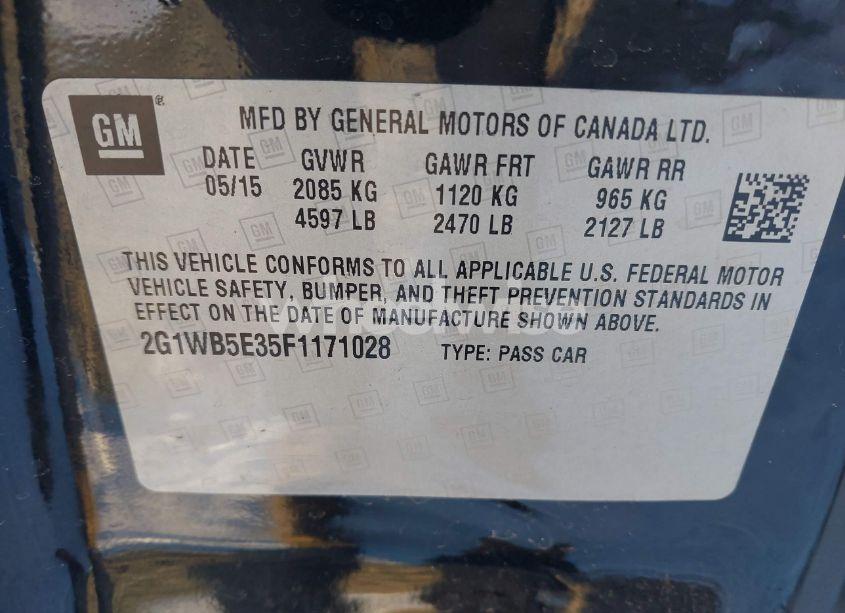 GM
MFD BY GENERAL MOTORS OF CANADA LTD.
DATE GVWR GAWR FRT GAWR RR
05/15 2085 KG 1120 KG 965 KG
4597 LB 2470 LB 2127 LB
THIS VEHICLE CONFORMS TO ALL APPLICABLE U.S. FEDERAL MOTOR
VEHICLE SAFETY, BUMPER, AND THEFT PREVENTION STANDARDS IN
EFFECT ON THE DATE OF MANUFACTURE SHOWN ABOVE.
2G1WB5E35F1171028 TYPE: PASS CAR